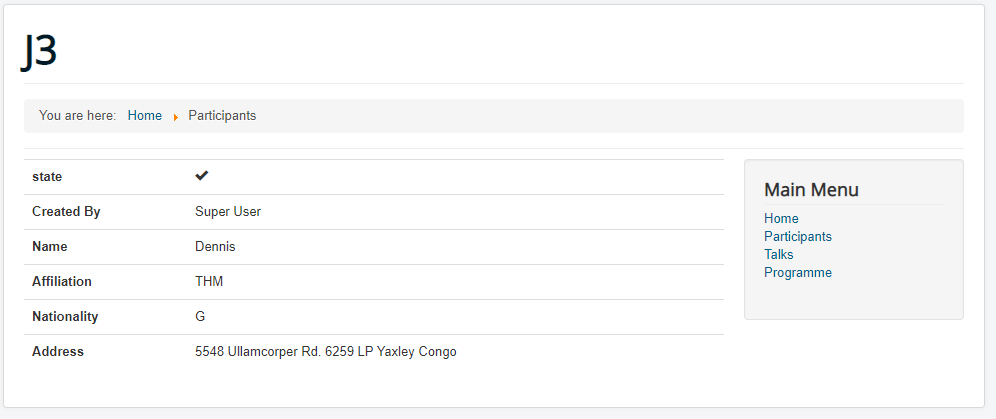 J3
You are here: Home Participants
state
Created By Super User
Name Dennis
Affiliation THM
Nationality G
Address 5548 Ullamcorper Rd. 6259 LP Yaxley Congo
Main Menu
Home
Participants
Talks
Programme